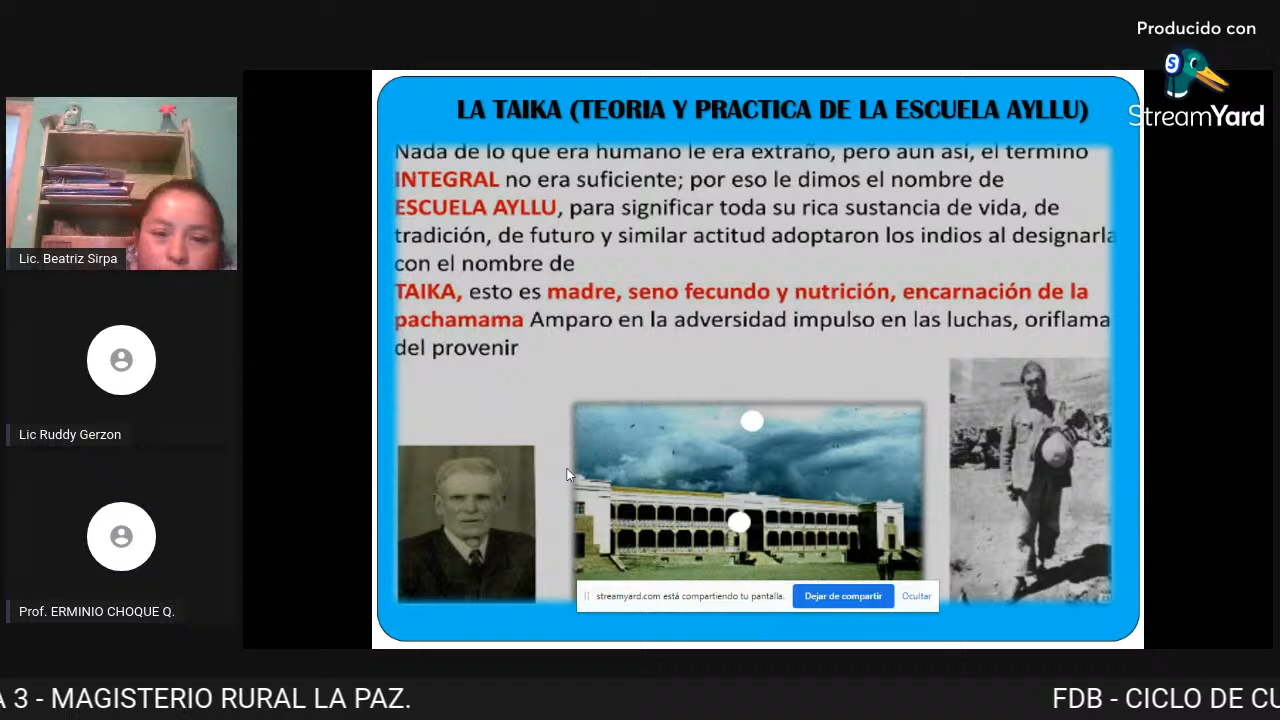 Producido con
StreamYard
LA TAIKA (TEORIA Y PRACTICA DE LA ESCUELA AYLLU)
Nada de lo que era humano le era extraño, pero aun así, el termino
INTEGRAL no era suficiente; por eso le dimos el nombre de
ESCUELA AYLLU, para significar toda su rica sustancia de vida, de
tradición, de futuro y similar actitud adoptaron los indios al designarla
con el nombre de
TAIKA, esto es madre, seno fecundo y nutrición, encarnación de la
pachamama Amparo en la adversidad impulso en las luchas, oriflama
del provenir
Lic. Beatriz Sirpa
Lic Ruddy Gerzon
Prof. ERMINIO CHOQUE Q.
streamyard.com está compartiendo tu pantalla.
Dejar de compartir
Ocultar
A 3 - MAGISTERIO RURAL LA PAZ.
FDB - CICLO DE CU